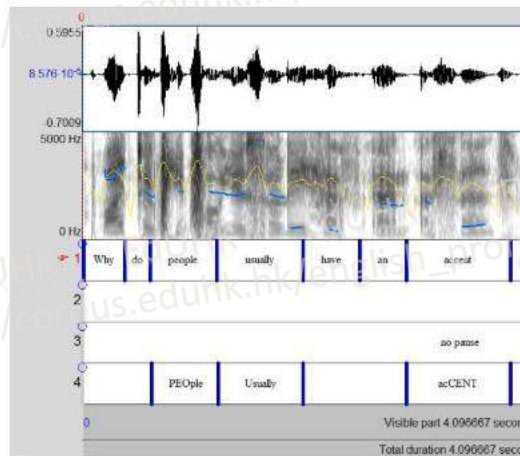 0
0.5955
8.576·10⁻⁵
-0.7009
5000 Hz
0 Hz
1 Why do people usually have an accent
2
3 no pause
4 PEOple Usually acCENT
0 Visible part 4.096667 secon
Total duration 4.096667 seco